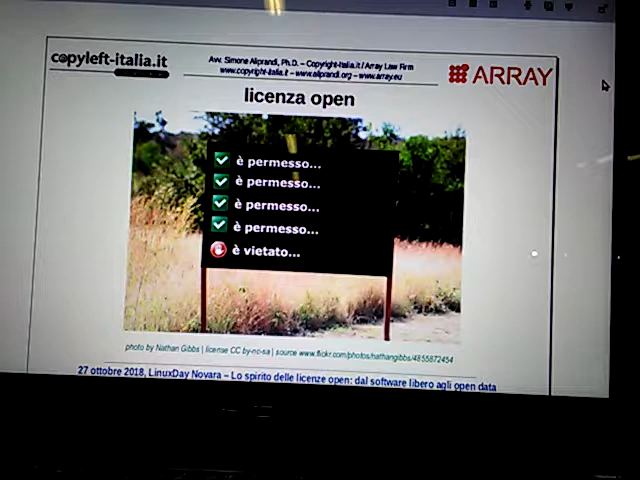 copyleft-italia.it
Avv. Simone Aliprandi, Ph.D. – Copyright-Italia.it / Array Law Firm
www.copyright-italia.it – www.aliprandi.org – www.array.eu
ARRAY
licenza open
è permesso...
è permesso...
è permesso...
è permesso...
è vietato...
photo by Nathan Gibbs | license CC by-nc-sa | source www.flickr.com/photos/nathangibbs/4855872454
27 ottobre 2018, LinuxDay Novara – Lo spirito delle licenze open: dal software libero agli open data